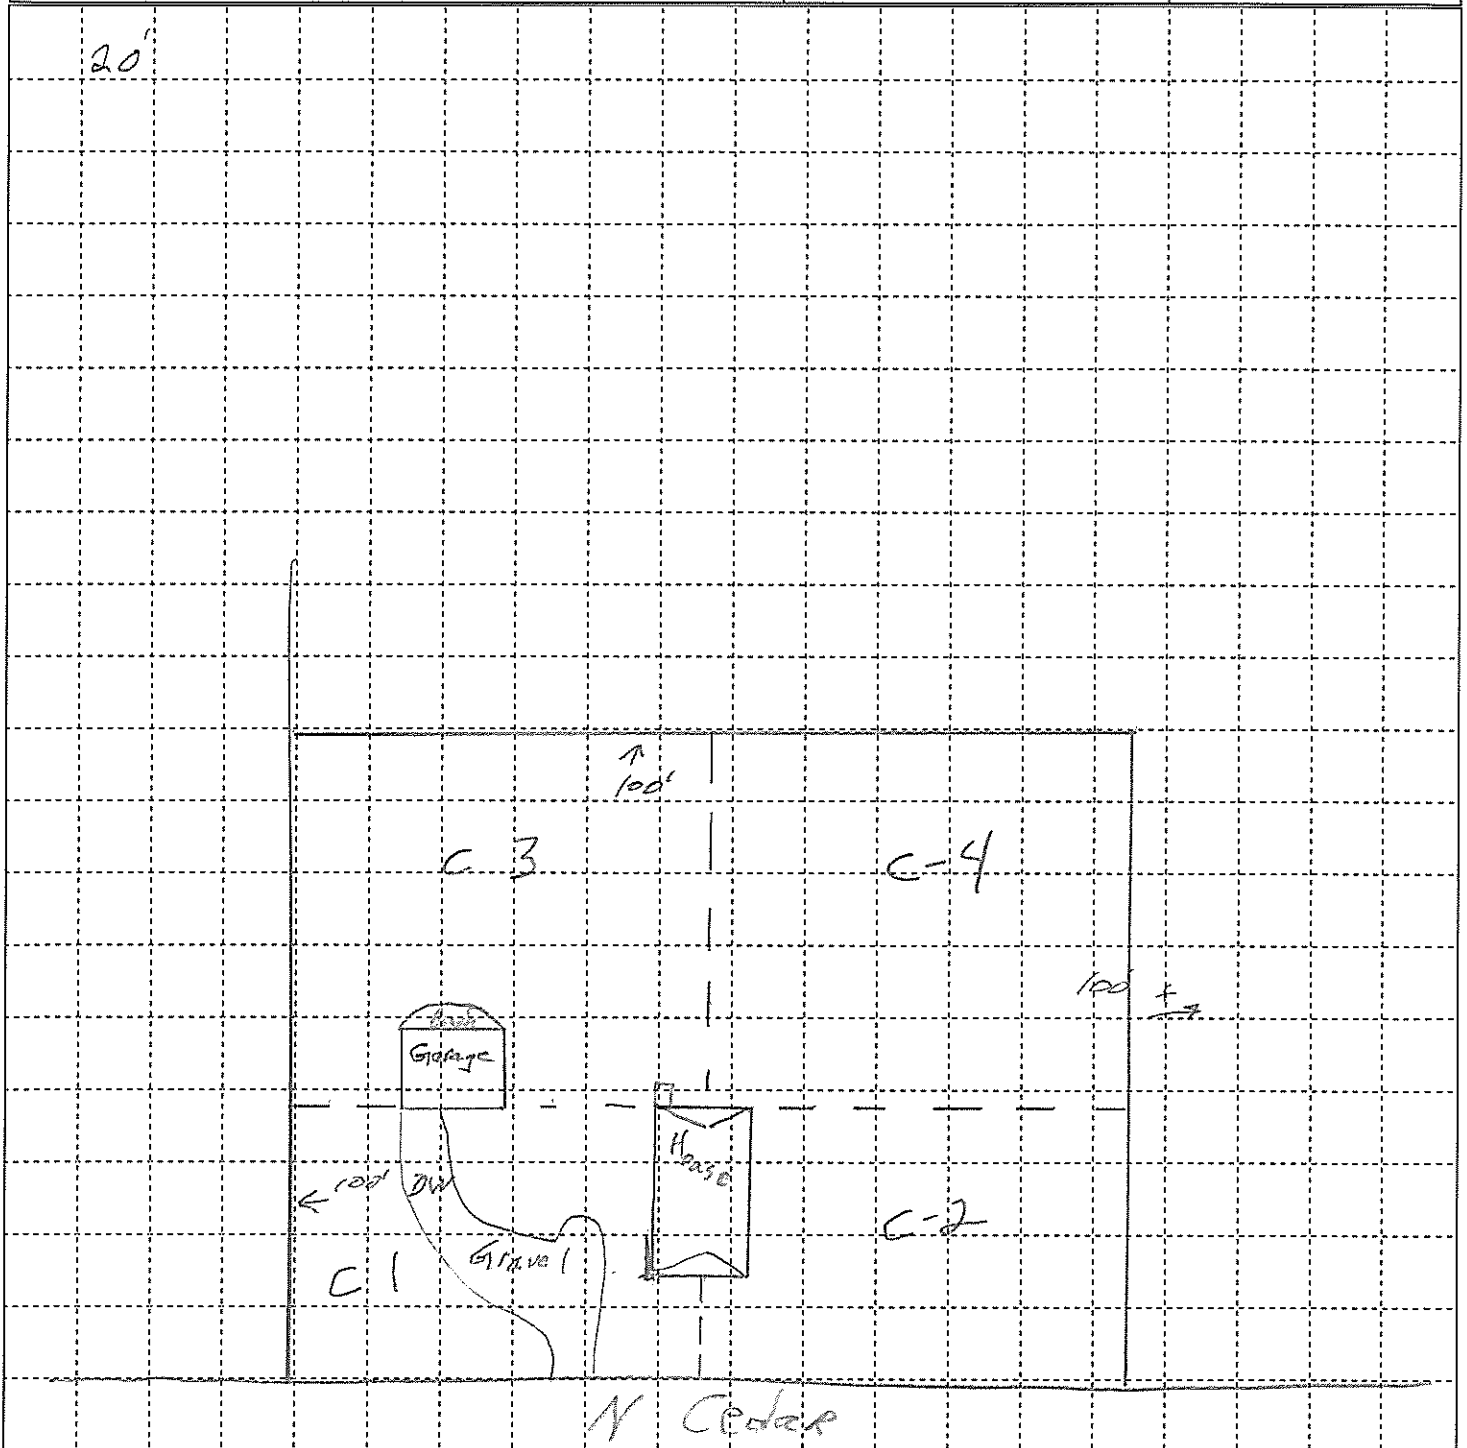 20'
↑
100'
C 3
C-4
100' ±
→
Garage
House
← 100' DW
C-2
Gravel
C 1
N Cedar